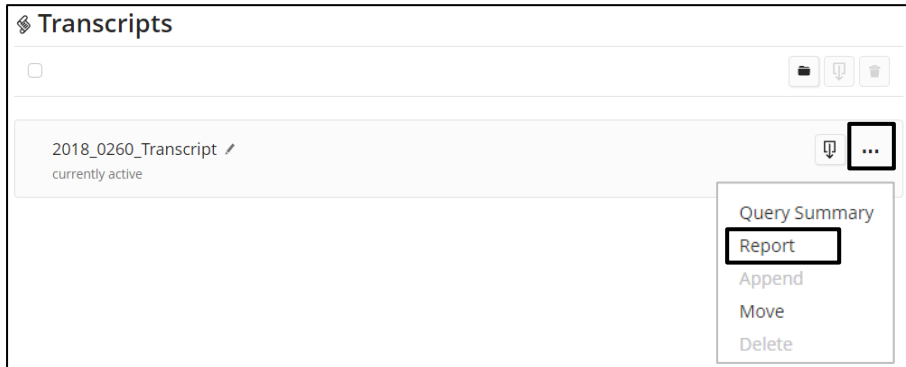 Transcripts
2018_0260_Transcript
currently active
...
Query Summary
Report
Append
Move
Delete